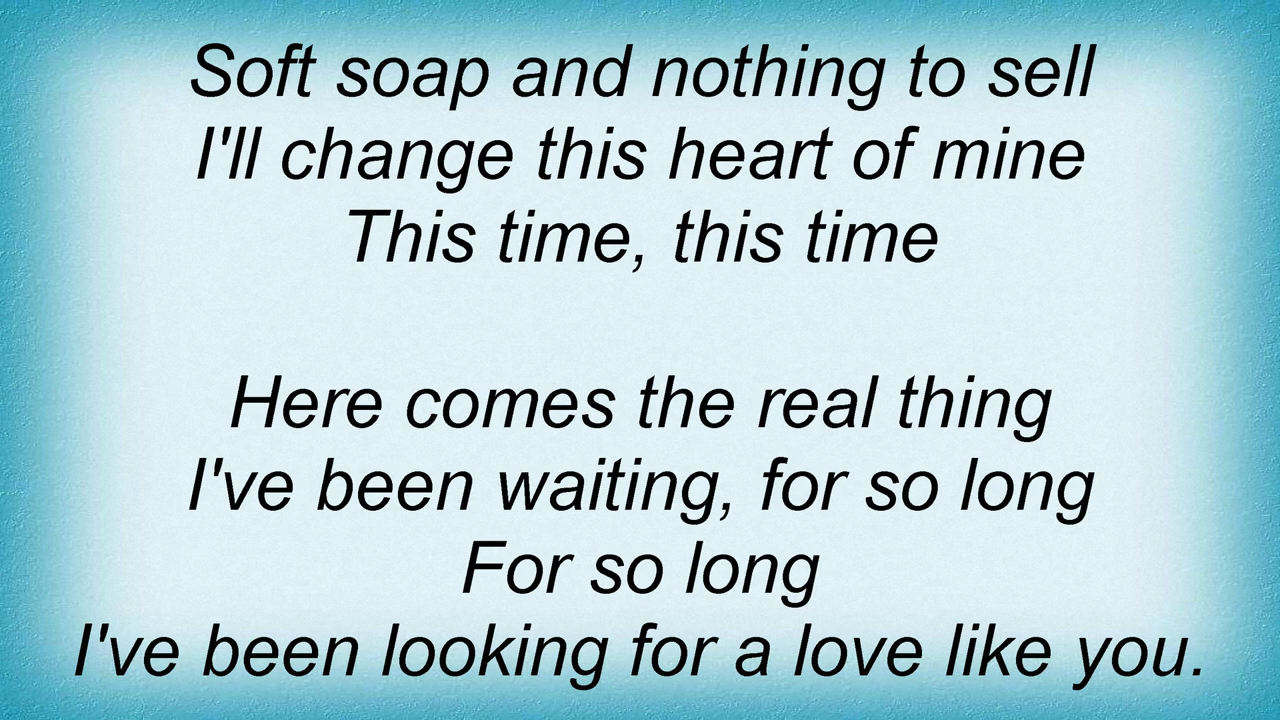 Soft soap and nothing to sell
I'll change this heart of mine
This time, this time
Here comes the real thing
I've been waiting, for so long
For so long
I've been looking for a love like you.